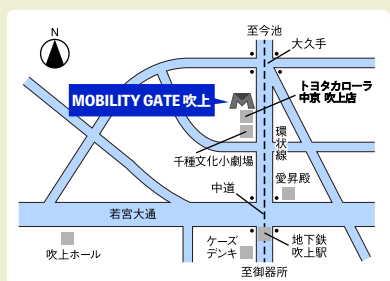 至今池
N
大久手
MOBILITY GATE 吹上
トヨタカローラ
中京 吹上店
環状線
千種文化小劇場
愛昇殿
中道
若宮大通
吹上ホール
ケーズ
デンキ
地下鉄
吹上駅
至御器所